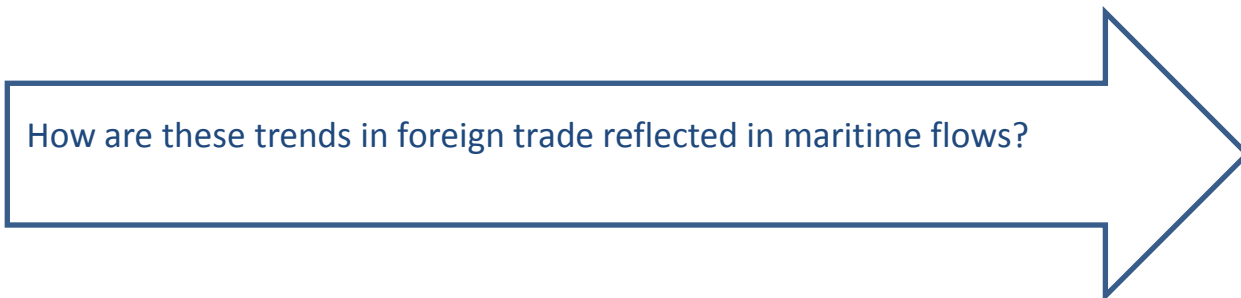 How are these trends in foreign trade reflected in maritime flows?